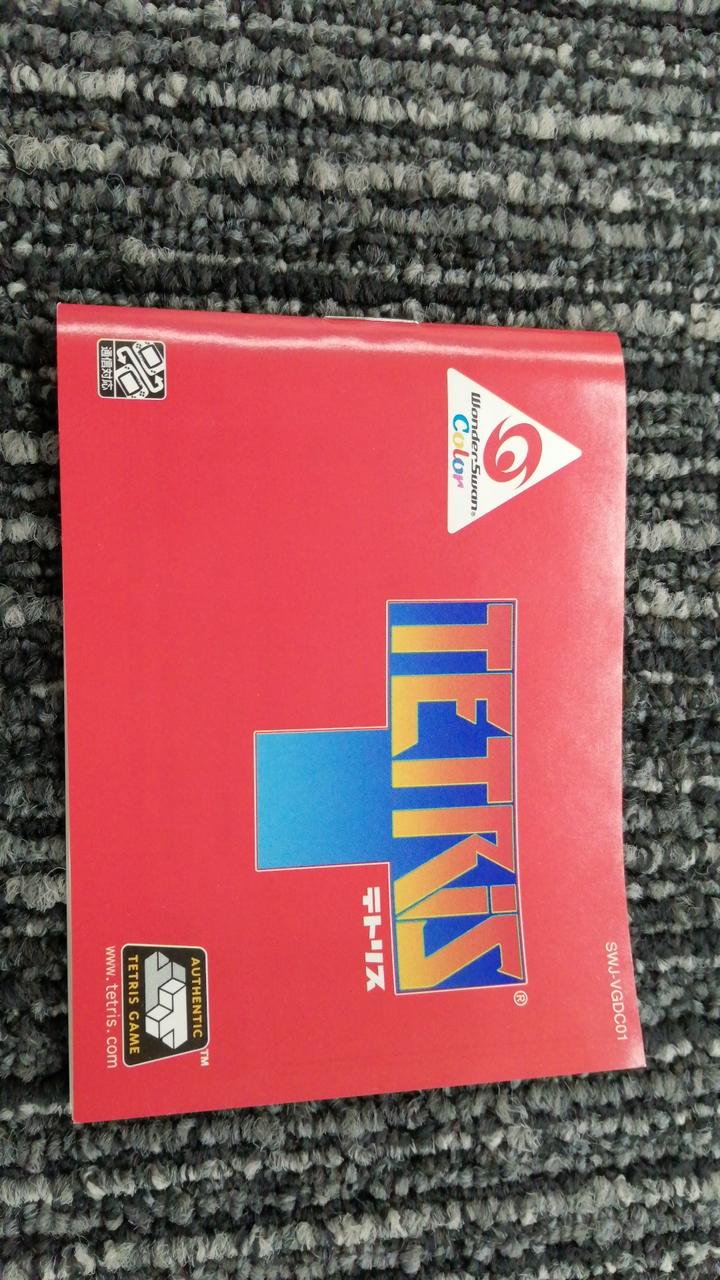 SWJ-VGDC01
WonderSwan®
Color
TETRIS®
テトリス
通信対応
AUTHENTIC
TETRIS GAME
TM
www.tetris.com